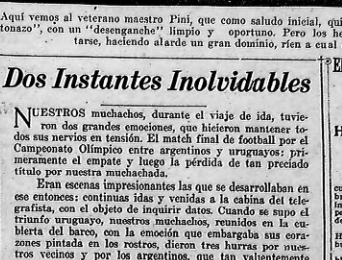 Aquí vemos al veterano maestro Pini, que como saludo inicial, qui
tonazo", con un "desenganche" limpio y oportuno. Pero los he
tarse, haciendo alarde de un gran dominio, ríen a cual
Dos Instantes Inolvidables
NUESTROS muchachos, durante el viaje de ida, tuvie-
ron dos grandes emociones, que hicieron mantener to-
dos sus nervios en tensión. El match final de football por el
Campeonato Olímpico entre argentinos y uruguayos: pri-
meramente el empate y luego la pérdida de tan preciado
título por nuestra muchachada.
Eran escenas impresionantes las que se desarrollaban en
ese entonces: continuas idas y venidas a la cabina del tele-
grafista, con el objeto de inquirir datos. Cuando se supo el
triunfo uruguayo, nuestros muchachos, reunidos en la cu-
bierta del barco, con la emoción que embargaba sus cora-
zones pintada en los rostros, dieron tres hurras por nues-
tros vecinos y por los argentinos, que tan valientemente